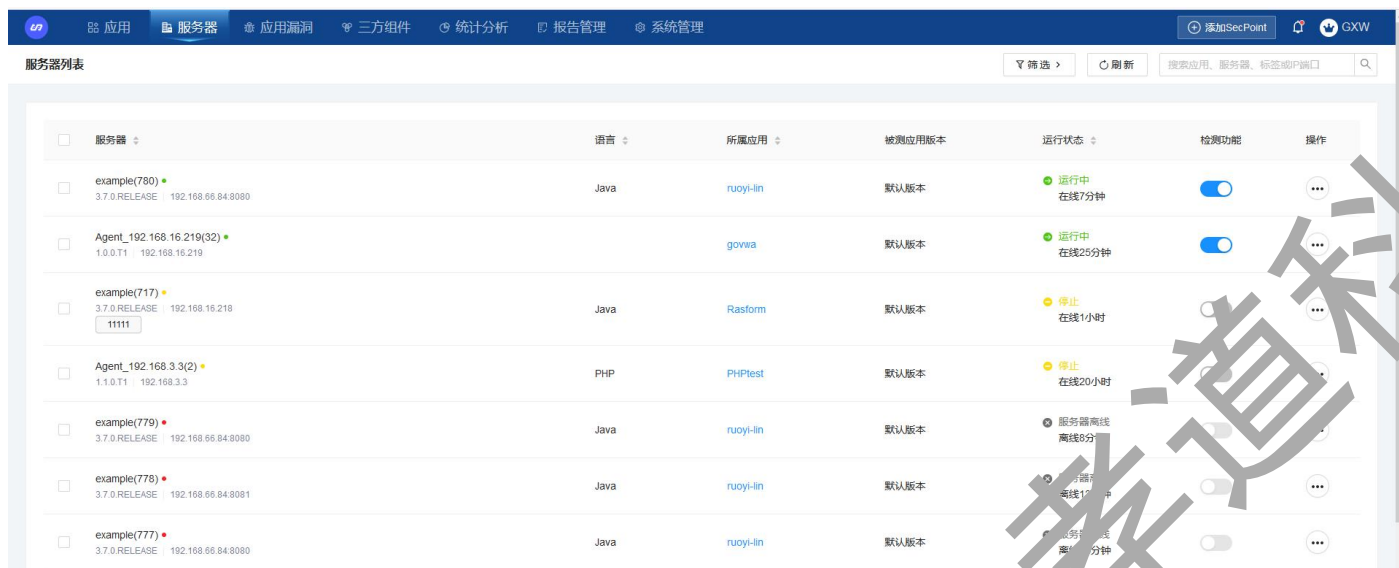 应用 服务器 应用漏洞 三方组件 统计分析 报告管理 系统管理 添加SecPoint GXW
服务器列表 筛选 刷新 搜索应用、服务器、标签或IP端口
服务器 语言 所属应用 被测应用版本 运行状态 检测功能 操作
example(780) Java ruoyi-lin 默认版本 运行中
3.7.0.RELEASE 192.168.66.84:8080 在线7分钟
Agent_192.168.16.219(32) govwa 默认版本 运行中
1.0.0.T1 192.168.16.219 在线25分钟
example(717) Java Rasform 默认版本 停止
3.7.0.RELEASE 192.168.16.218 在线1小时
11111
Agent_192.168.3.3(2) PHP PHPtest 默认版本 停止
1.1.0.T1 192.168.3.3 在线20小时
example(779) Java ruoyi-lin 默认版本 服务器离线
3.7.0.RELEASE 192.168.66.84:8080 离线8分
example(778) Java ruoyi-lin 默认版本
3.7.0.RELEASE 192.168.66.84:8081
example(777) Java ruoyi-lin 默认版本
3.7.0.RELEASE 192.168.66.84:8080 分钟